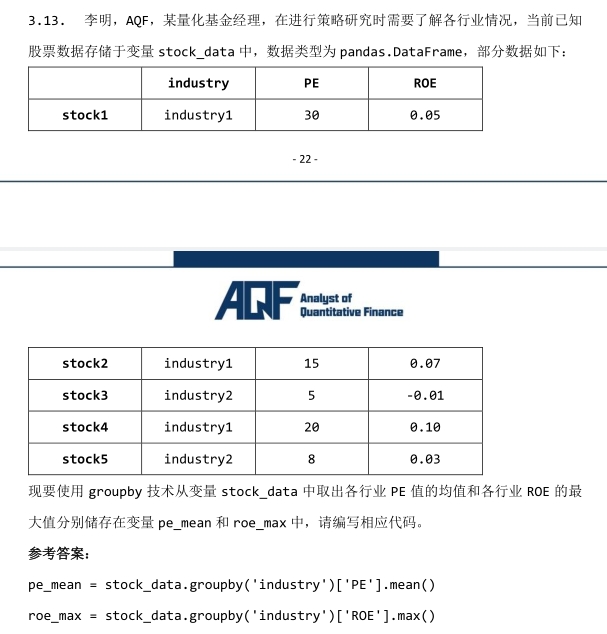 3.13. 李明，AQF，某量化基金经理，在进行策略研究时需要了解各行业情况，当前已知
股票数据存储于变量 stock_data 中，数据类型为 pandas.DataFrame，部分数据如下：
industry PE ROE
stock1 industry1 30 0.05
- 22 -
AQF Analyst of
Quantitative Finance
stock2 industry1 15 0.07
stock3 industry2 5 -0.01
stock4 industry1 20 0.10
stock5 industry2 8 0.03
现要使用 groupby 技术从变量 stock_data 中取出各行业 PE 值的均值和各行业 ROE 的最
大值分别储存在变量 pe_mean 和 roe_max 中，请编写相应代码。
参考答案：
pe_mean = stock_data.groupby('industry')['PE'].mean()
roe_max = stock_data.groupby('industry')['ROE'].max()